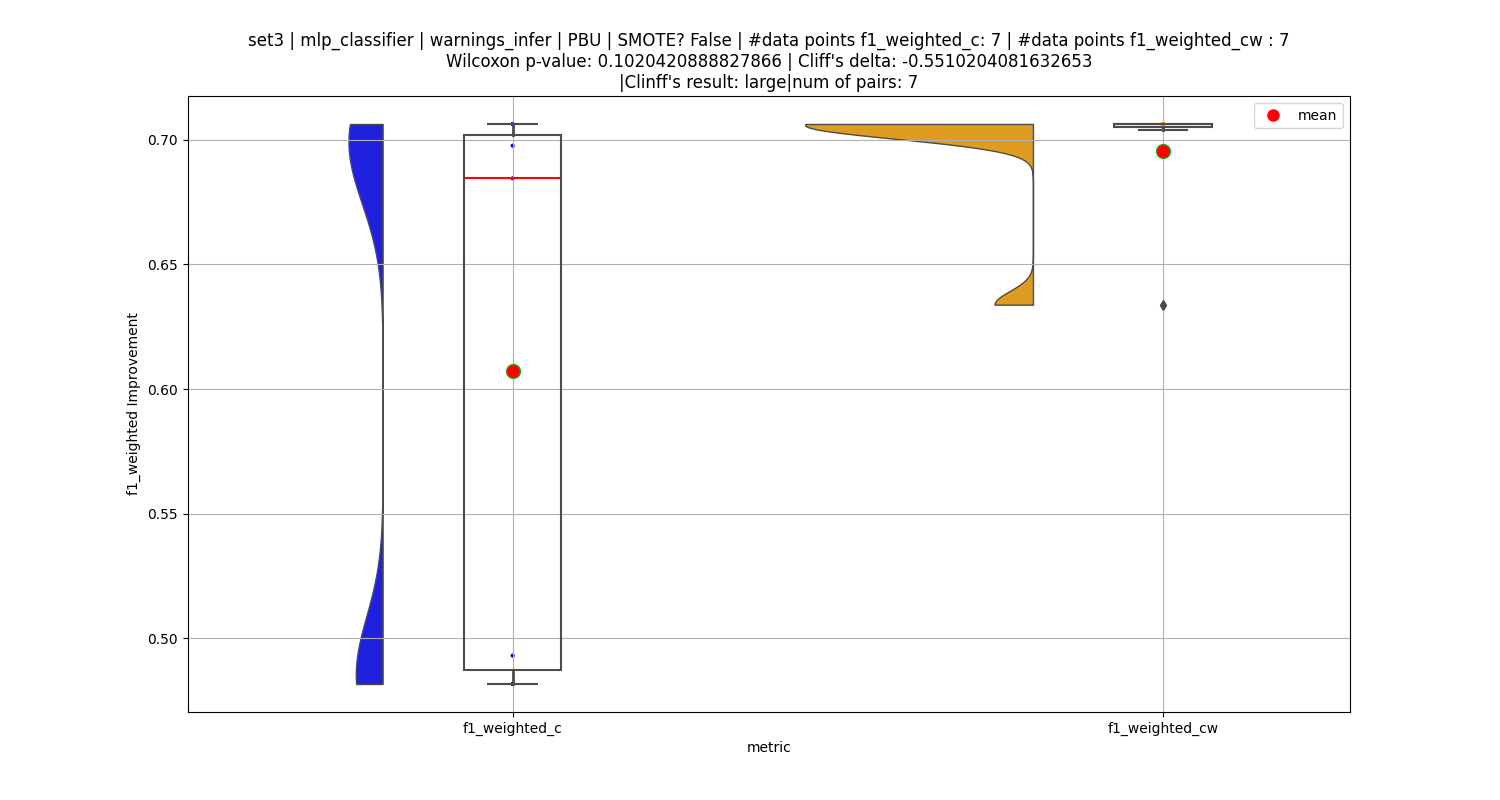 set3 | mlp_classifier | warnings_infer | PBU | SMOTE? False | #data points f1_weighted_c: 7 | #data points f1_weighted_cw : 7
Wilcoxon p-value: 0.1020420888827866 | Cliff's delta: -0.5510204081632653
|Clinff's result: large|num of pairs: 7
mean
0.70
0.65
0.60
0.55
0.50
f1_weighted Improvement
f1_weighted_c
f1_weighted_cw
metric